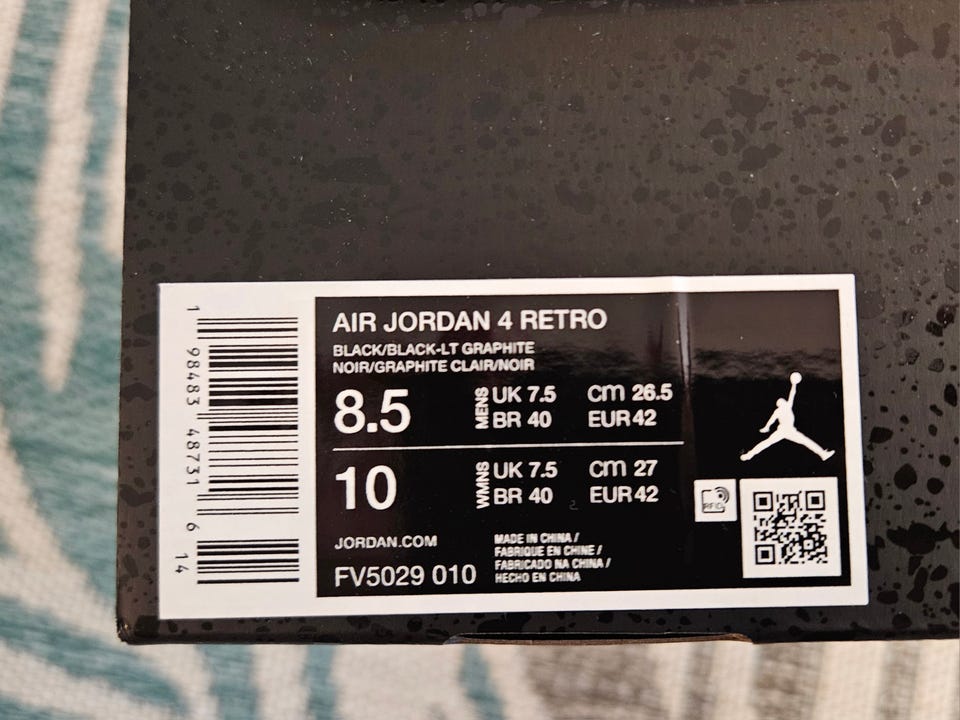 1 98483 48731 6 14
AIR JORDAN 4 RETRO
BLACK/BLACK-LT GRAPHITE
NOIR/GRAPHITE CLAIR/NOIR
8.5 MENS UK 7.5 cm 26.5
BR 40 EUR 42
10 WMNS UK 7.5 cm 27
BR 40 EUR 42
RFID
JORDAN.COM
FV5029 010
MADE IN CHINA /
FABRIQUE EN CHINE /
FABRICADO NA CHINA /
HECHO EN CHINA